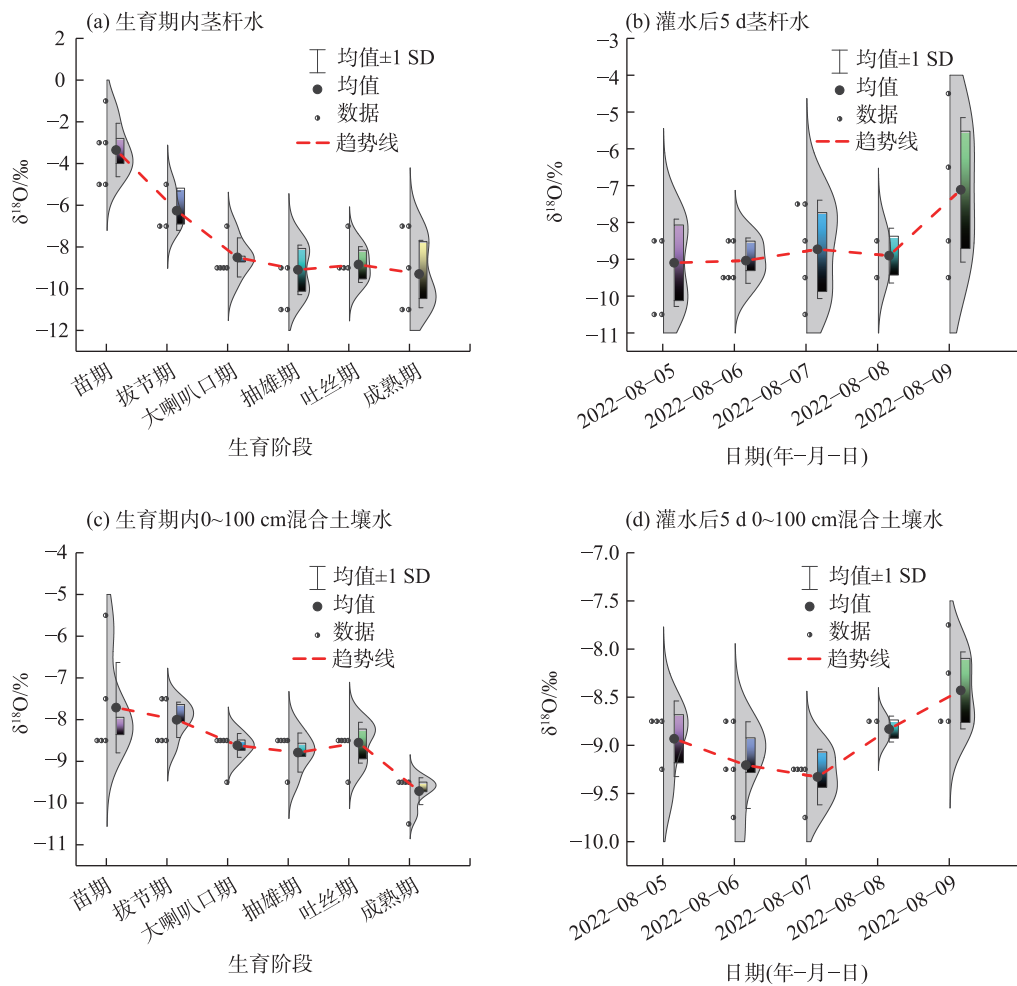 (a) 生育期内茎杆水
2
0
−2
−4
−6
−8
−10
−12
δ¹⁸O/‰
均值±1 SD
均值
数据
趋势线
苗期
拔节期
大喇叭口期
抽雄期
吐丝期
成熟期
生育阶段
(b) 灌水后5 d茎杆水
−3
−4
−5
−6
−7
−8
−9
−10
−11
δ¹⁸O/%
均值±1 SD
均值
数据
趋势线
2022−08−05
2022−08−06
2022−08−07
2022−08−08
2022−08−09
日期(年−月−日)
(c) 生育期内0~100 cm混合土壤水
−4
−5
−6
−7
−8
−9
−10
−11
δ¹⁸O/%
均值±1 SD
均值
数据
趋势线
苗期
拔节期
大喇叭口期
抽雄期
吐丝期
成熟期
生育阶段
(d) 灌水后5 d 0~100 cm混合土壤水
−7.0
−7.5
−8.0
−8.5
−9.0
−9.5
−10.0
δ¹⁸O/‰
均值±1 SD
均值
数据
趋势线
2022−08−05
2022−08−06
2022−08−07
2022−08−08
2022−08−09
日期(年−月−日)